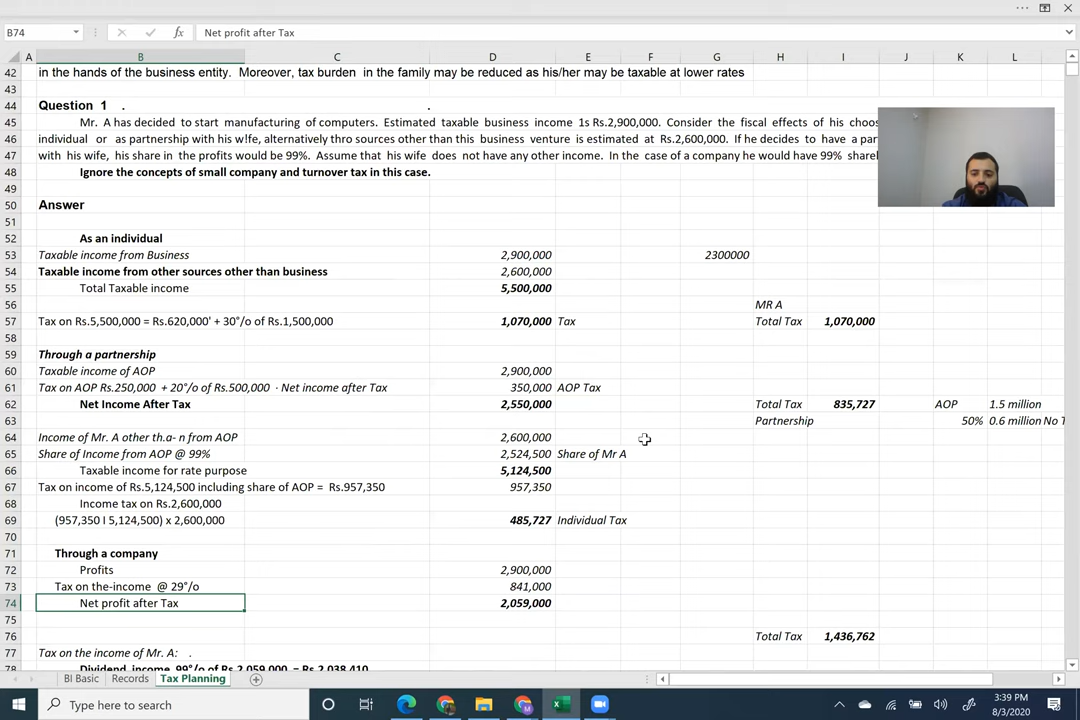 B74 fx Net profit after Tax
A B C D E F G H I J K L
42 in the hands of the business entity. Moreover, tax burden in the family may be reduced as his/her may be taxable at lower rates
43
44 Question 1 . .
45 Mr. A has decided to start manufacturing of computers. Estimated taxable business income 1s Rs.2,900,000. Consider the fiscal effects of his choos
46 individual or as partnership with his w!fe, alternatively thro sources other than this business venture is estimated at Rs.2,600,000. If he decides to have a par
47 with his wife, his share in the profits would be 99%. Assume that his wife does not have any other income. In the case of a company he would have 99% sharel
48 Ignore the concepts of small company and turnover tax in this case.
49
50 Answer
51
52 As an individual
53 Taxable income from Business 2,900,000 2300000
54 Taxable income from other sources other than business 2,600,000
55 Total Taxable income 5,500,000
56 MR A
57 Tax on Rs.5,500,000 = Rs.620,000' + 30°/o of Rs.1,500,000 1,070,000 Tax Total Tax 1,070,000
58
59 Through a partnership
60 Taxable income of AOP 2,900,000
61 Tax on AOP Rs.250,000 + 20°/o of Rs.500,000 · Net income after Tax 350,000 AOP Tax
62 Net Income After Tax 2,550,000 Total Tax 835,727 AOP 1.5 million
63 Partnership 50% 0.6 million No T
64 Income of Mr. A other th.a- n from AOP 2,600,000
65 Share of Income from AOP @ 99% 2,524,500 Share of Mr A
66 Taxable income for rate purpose 5,124,500
67 Tax on income of Rs.5,124,500 including share of AOP = Rs.957,350 957,350
68 Income tax on Rs.2,600,000
69 (957,350 I 5,124,500) x 2,600,000 485,727 Individual Tax
70
71 Through a company
72 Profits 2,900,000
73 Tax on the-income @ 29°/o 841,000
74 Net profit after Tax 2,059,000
75
76 Total Tax 1,436,762
77 Tax on the income of Mr. A: .
78 Dividend income 99°/o of Rs 2,059,000 = Rs 2,038,410
BI Basic Records Tax Planning
Type here to search
3:39 PM
8/3/2020